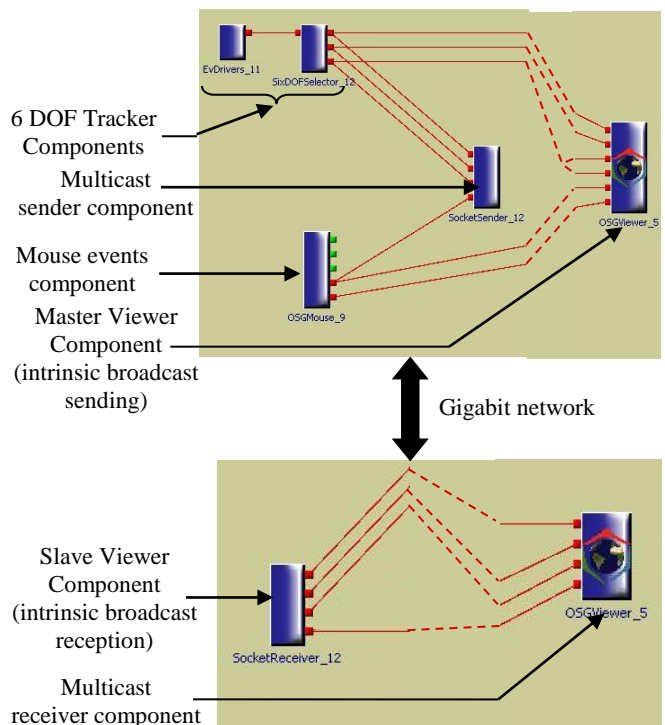 EvDrivers_11
SixDOFSelector_12
6 DOF Tracker
Components
Multicast
sender component
SocketSender_12
OSGViewer_5
Mouse events
component
OSGMouse_9
Master Viewer
Component
(intrinsic broadcast
sending)
Gigabit network
Slave Viewer
Component
(intrinsic broadcast
reception)
SocketReceiver_12
OSGViewer_5
Multicast
receiver component